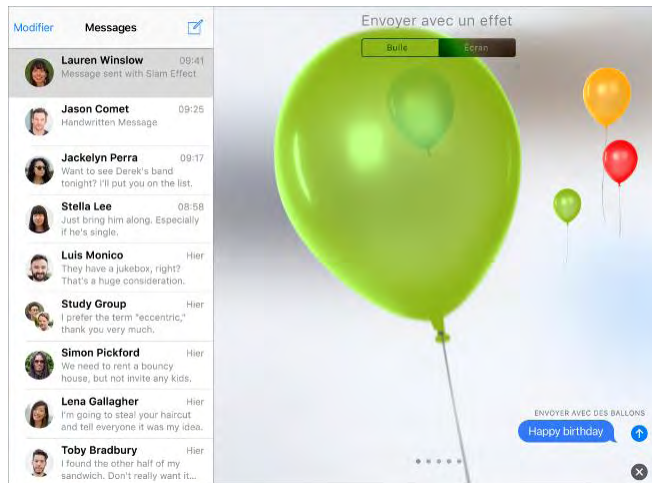 Modifier
Messages
Lauren Winslow
09:41
Message sent with Slam Effect
Jason Comet
09:25
Handwritten Message
Jackelyn Perra
09:17
Want to see Derek's band
tonight? I'll put you on the list.
Stella Lee
08:58
Just bring him along. Especially
if he's single.
Luis Monico
Hier
They have a jukebox, right?
That's a huge consideration.
Study Group
Hier
I prefer the term "eccentric,"
thank you very much.
Simon Pickford
Hier
We need to rent a bouncy
house, but not invite any kids.
Lena Gallagher
Hier
I'm going to steal your haircut
and tell everyone it was my idea.
Toby Bradbury
Hier
I found the other half of my
sandwich. Don't really want it...
Envoyer avec un effet
Bulle
Écran
ENVOYER AVEC DES BALLONS
Happy birthday